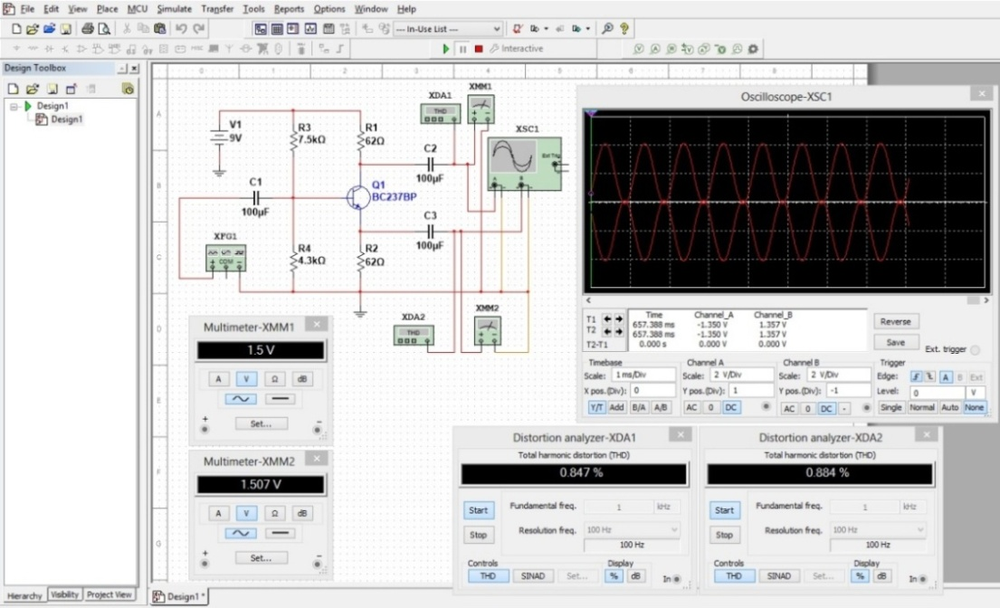 File Edit View Place MCU Simulate Transfer Tools Reports Options Window Help
--- In-Use List ---
Interactive
Design Toolbox
Design1
Design1
Hierarchy Visibility Project View
Design1 *
0 1 2 3 4 5 6 7 8
A
B
C
D
E
F
G
V1
9V
R3
7.5kΩ
R1
62Ω
C1
100µF
C2
100µF
Q1
BC237BP
C3
100µF
R4
4.3kΩ
R2
62Ω
XFG1
COM
XDA1
THD
XMM1
XSC1
Ext Trig
A B
XDA2
THD
XMM2
Multimeter-XMM1
1.5 V
A V Ω dB
Set...
+ -
Multimeter-XMM2
1.507 V
A V Ω dB
Set...
+ -
Oscilloscope-XSC1
Time Channel_A Channel_B
T1 657.388 ms -1.350 V 1.357 V
T2 657.388 ms -1.350 V 1.357 V
T2-T1 0.000 s 0.000 V 0.000 V
Reverse
Save
Ext. trigger
Timebase
Scale: 1 ms/Div
X pos.(Div): 0
Y/T Add B/A A/B
Channel A
Scale: 2 V/Div
Y pos.(Div): 1
AC 0 DC
Channel B
Scale: 2 V/Div
Y pos.(Div): -1
AC 0 DC -
Trigger
Edge: A B Ext
Level: 0 V
Single Normal Auto None
Distortion analyzer-XDA1
Total harmonic distortion (THD)
0.847 %
Start
Stop
Fundamental freq. 1 kHz
Resolution freq. 100 Hz
100 Hz
Controls
THD SINAD Set...
Display
% dB
In
Distortion analyzer-XDA2
Total harmonic distortion (THD)
0.884 %
Start
Stop
Fundamental freq. 1 kHz
Resolution freq. 100 Hz
100 Hz
Controls
THD SINAD Set...
Display
% dB
In